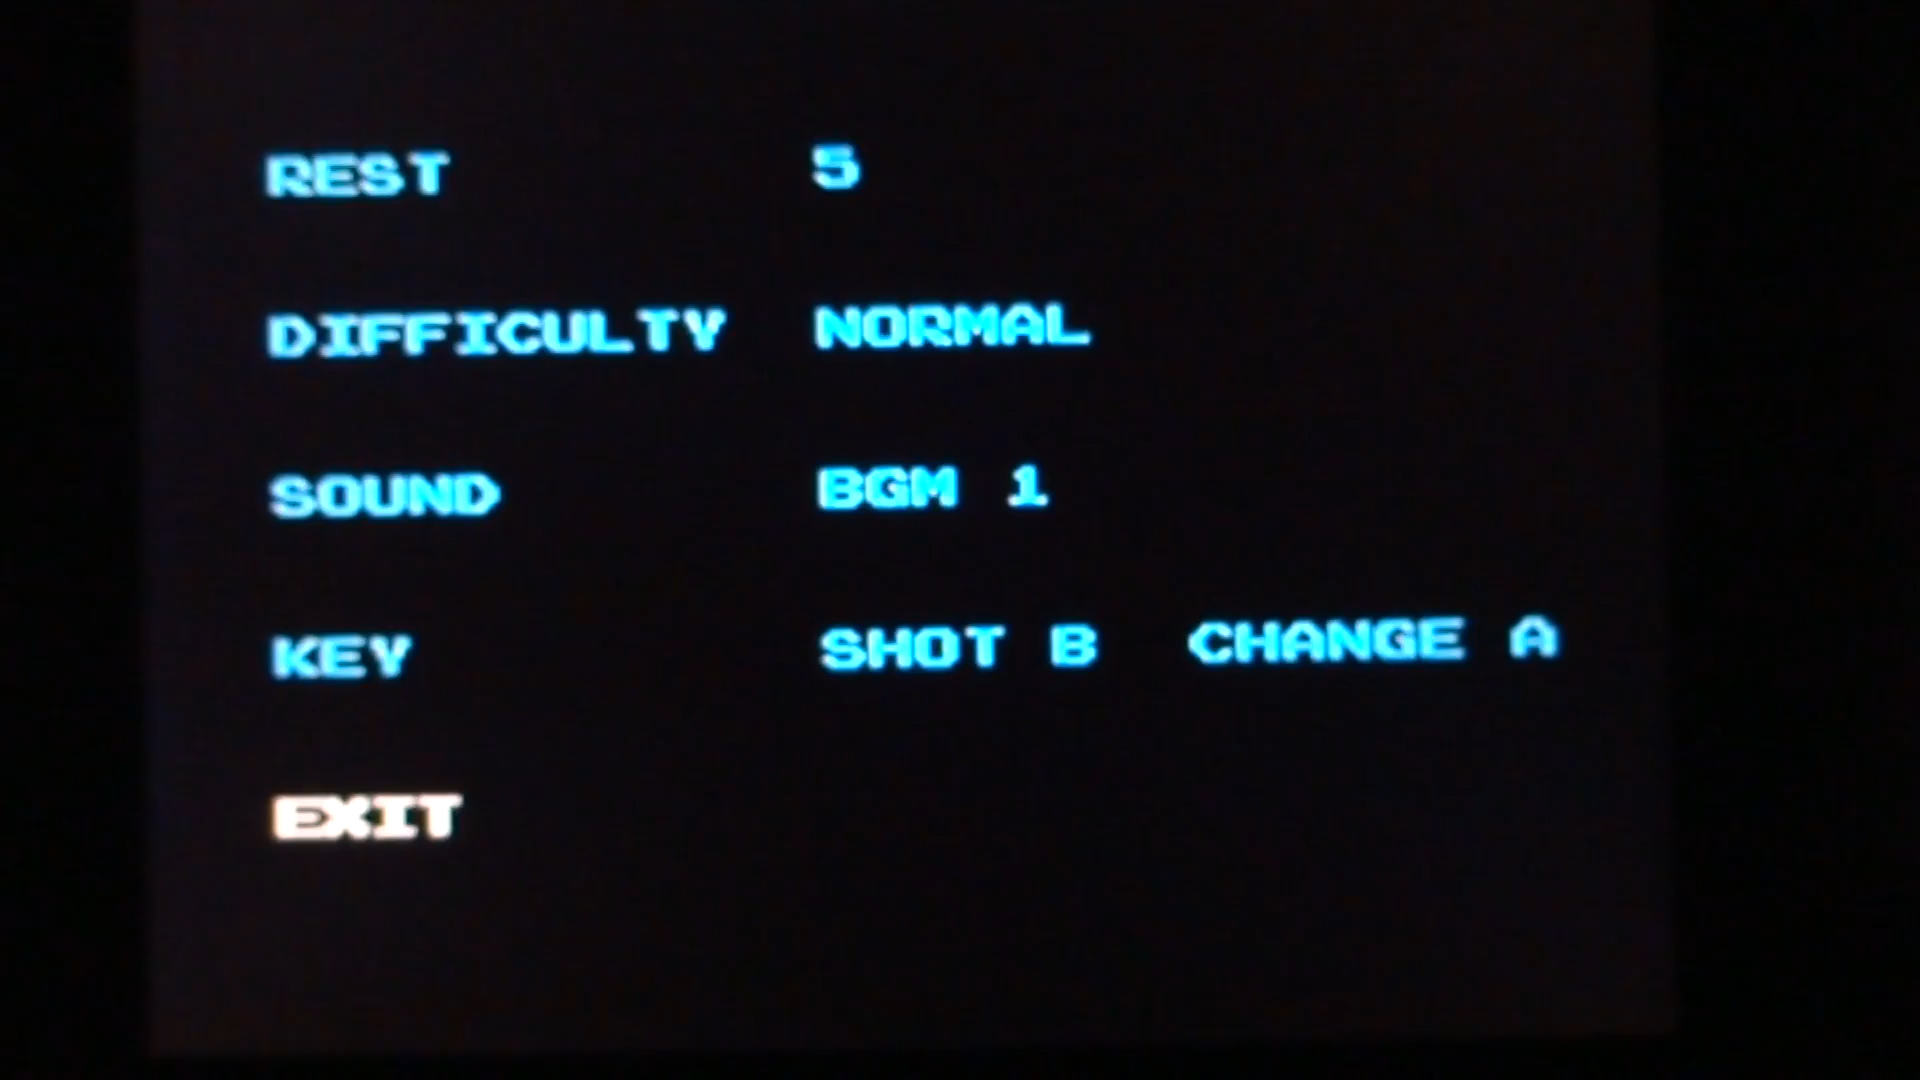 REST 5
DIFFICULTY NORMAL
SOUND BGM 1
KEY SHOT B CHANGE A
EXIT